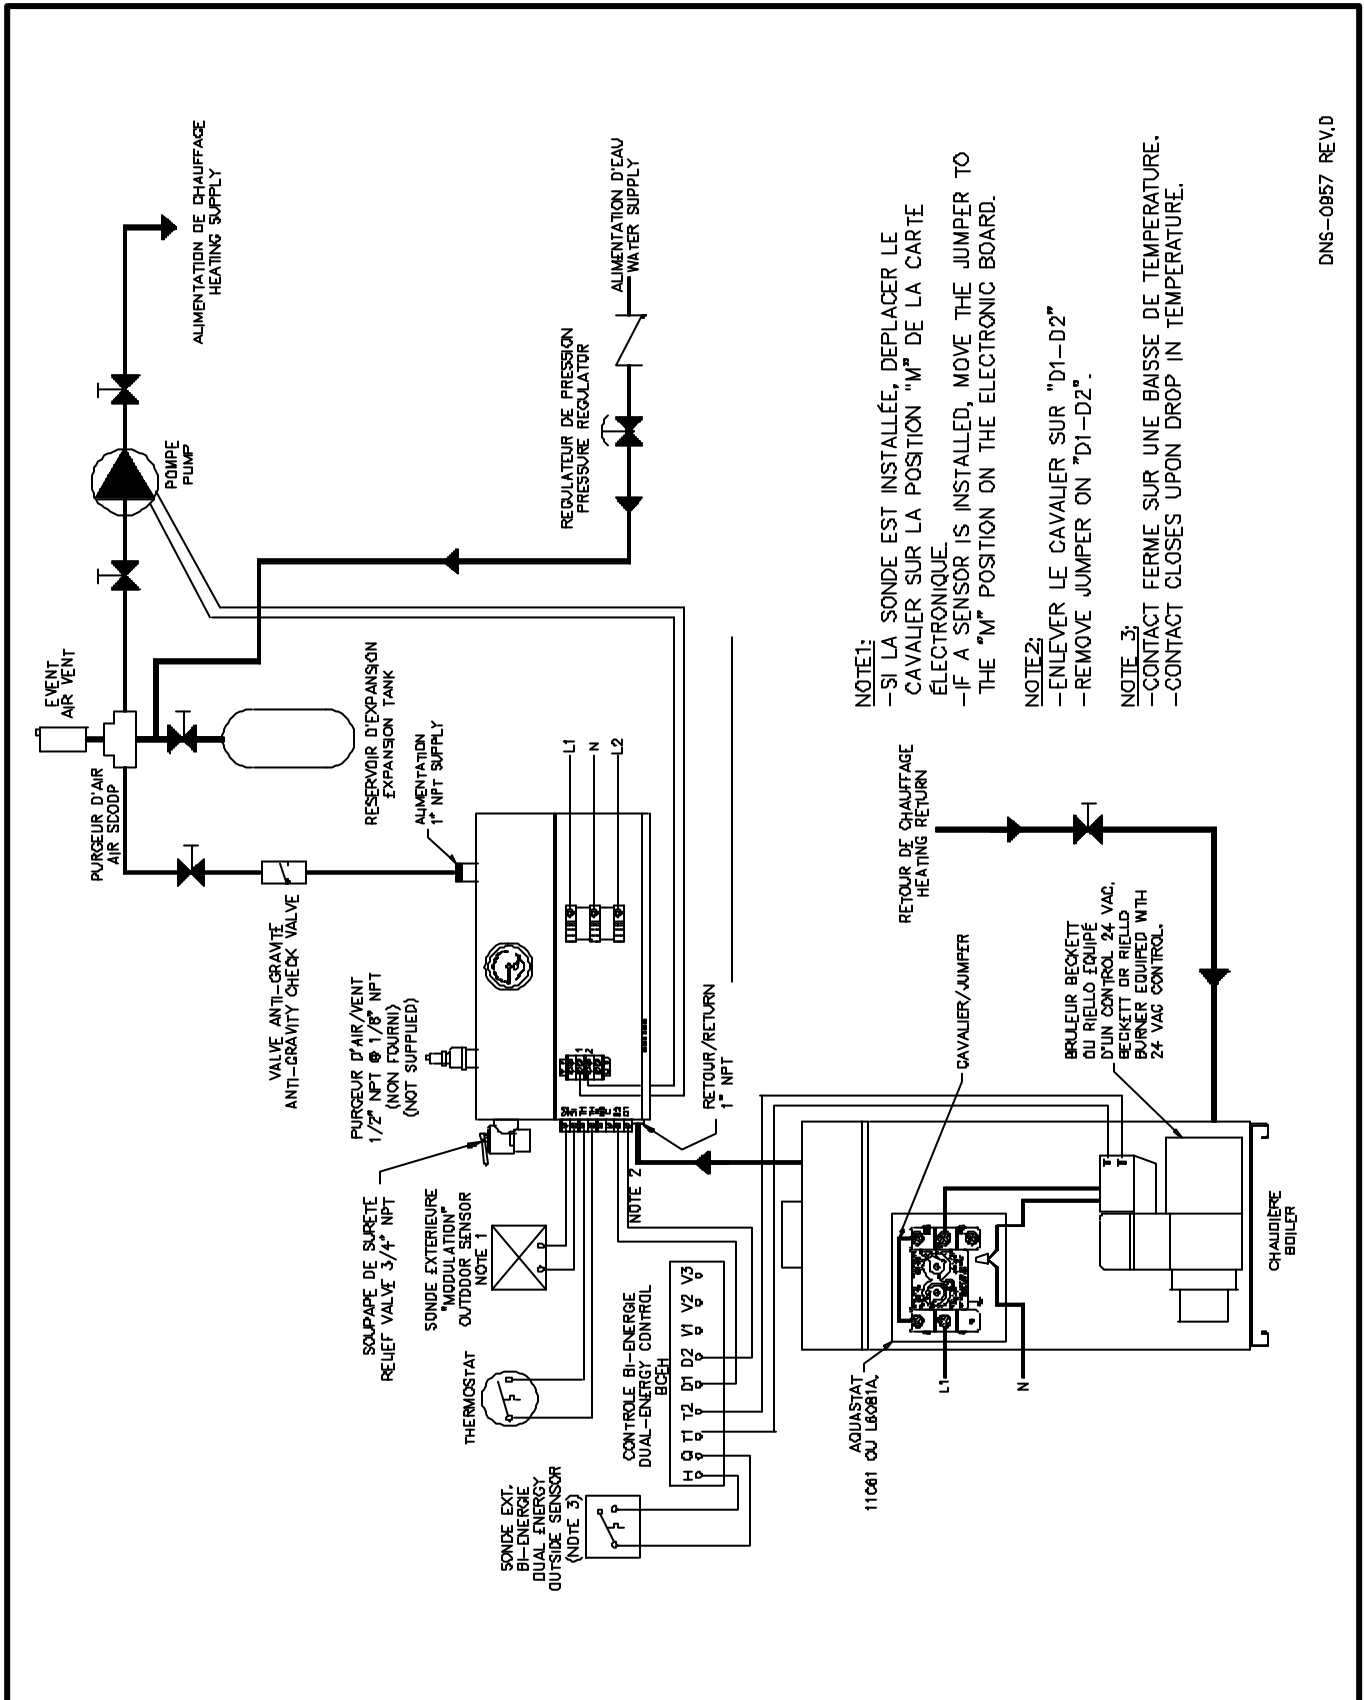 EVENT
AIR VENT
PURGEUR D'AIR
AIR SCOOP
ALIMENTATION DE CHAUFFAGE
HEATING SUPPLY
POMPE
PUMP
REGULATEUR DE PRESSION
PRESSURE REGULATOR
ALIMENTATION D'EAU
WATER SUPPLY
RESERVOIR D'EXPANSION
EXPANSION TANK
ALIMENTATION
1" NPT SUPPLY
VALVE ANTI-GRAVITÉ
ANTI-GRAVITY CHECK VALVE
PURGEUR D'AIR/VENT
1/2" NPT @ 1/8" NPT
(NON FOURNI)
(NOT SUPPLIED)
SOUPAPE DE SURETÉ
RELIEF VALVE 3/4" NPT
L1
N
L2
1
2
RETOUR/RETURN
1" NPT
NOTE 2
SONDE EXTERIEURE
"MODULATION"
OUTDOOR SENSOR
NOTE 1
THERMOSTAT
SONDE EXT.
BI-ENERGIE
DUAL ENERGY
OUTSIDE SENSOR
(NOTE 3)
CONTROLE BI-ENERGIE
DUAL-ENERGY CONTROL
BCEH
H O T1 T2 D1 D2 V1 V2 V3
AQUASTAT
11C61 OU L6081A.
L1
N
CAVALIER/JUMPER
BRULEUR BECKETT
OU RIELLO EQUIPÉ
D'UN CONTROL 24 VAC.
BECKETT OR RIELLO
BURNER EQUIPED WITH
24 VAC CONTROL.
T
T
CHAUDIÈRE
BOILER
RETOUR DE CHAUFFAGE
HEATING RETURN
NOTE1:
-SI LA SONDE EST INSTALLÉE, DEPLACER LE
CAVALIER SUR LA POSITION "M" DE LA CARTE
ÉLECTRONIQUE.
-IF A SENSOR IS INSTALLED, MOVE THE JUMPER TO
THE "M" POSITION ON THE ELECTRONIC BOARD.
NOTE2:
-ENLEVER LE CAVALIER SUR "D1-D2"
-REMOVE JUMPER ON "D1-D2".
NOTE 3:
-CONTACT FERME SUR UNE BAISSE DE TEMPERATURE.
-CONTACT CLOSES UPON DROP IN TEMPERATURE.
DNS-0957 REV.D